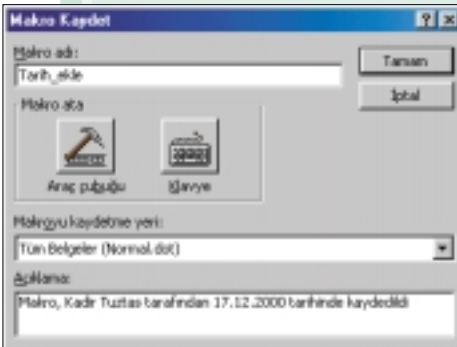 Makro Kaydet
Makro adı:
Tarih_ekle
Tamam
İptal
Makro ata
Araç çubuğu
Klavye
Makroyu kaydetme yeri:
Tüm Belgeler (Normal.dot)
Açıklama:
Makro, Kadir Tuztas tarafından 17.12.2000 tarihinde kaydedildi